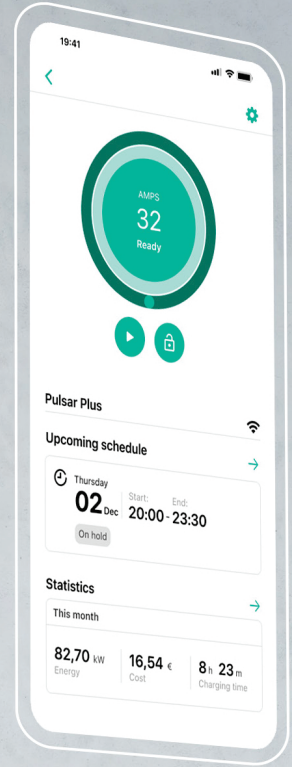 19:41
AMPS
32
Ready
Pulsar Plus
Upcoming schedule
Thursday
02 Dec
Start: End:
20:00 - 23:30
On hold
Statistics
This month
82,70 kW 16,54 € 8 h 23 m
Energy Cost Charging time